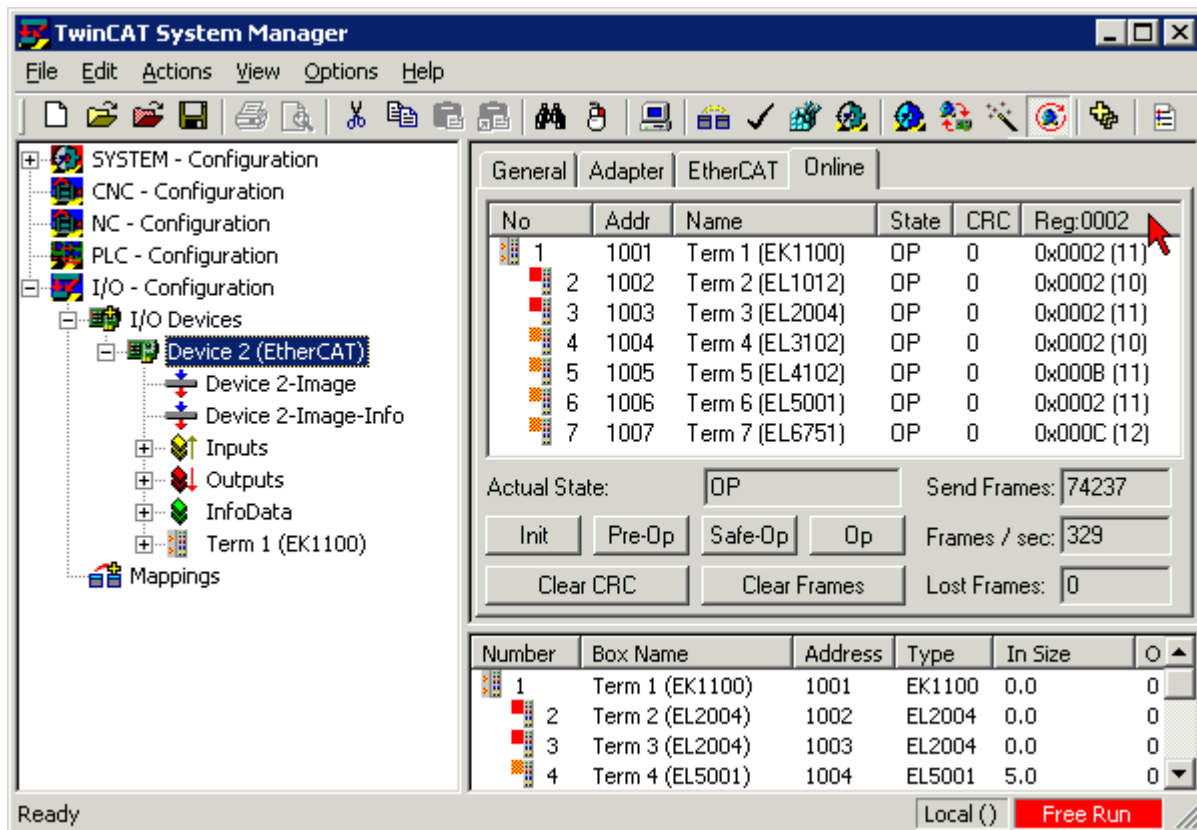 TwinCAT System Manager
File Edit Actions View Options Help
SYSTEM - Configuration
CNC - Configuration
NC - Configuration
PLC - Configuration
I/O - Configuration
I/O Devices
Device 2 (EtherCAT)
Device 2-Image
Device 2-Image-Info
Inputs
Outputs
InfoData
Term 1 (EK1100)
Mappings
General Adapter EtherCAT Online
No Addr Name State CRC Reg:0002
1 1001 Term 1 (EK1100) OP 0 0x0002 (11)
2 1002 Term 2 (EL1012) OP 0 0x0002 (10)
3 1003 Term 3 (EL2004) OP 0 0x0002 (11)
4 1004 Term 4 (EL3102) OP 0 0x0002 (10)
5 1005 Term 5 (EL4102) OP 0 0x000B (11)
6 1006 Term 6 (EL5001) OP 0 0x0002 (11)
7 1007 Term 7 (EL6751) OP 0 0x000C (12)
Actual State: OP Send Frames: 74237
Init Pre-Op Safe-Op Op Frames / sec: 329
Clear CRC Clear Frames Lost Frames: 0
Number Box Name Address Type In Size O
1 Term 1 (EK1100) 1001 EK1100 0.0 0
2 Term 2 (EL2004) 1002 EL2004 0.0 0
3 Term 3 (EL2004) 1003 EL2004 0.0 0
4 Term 4 (EL5001) 1004 EL5001 5.0 0
Ready Local () Free Run